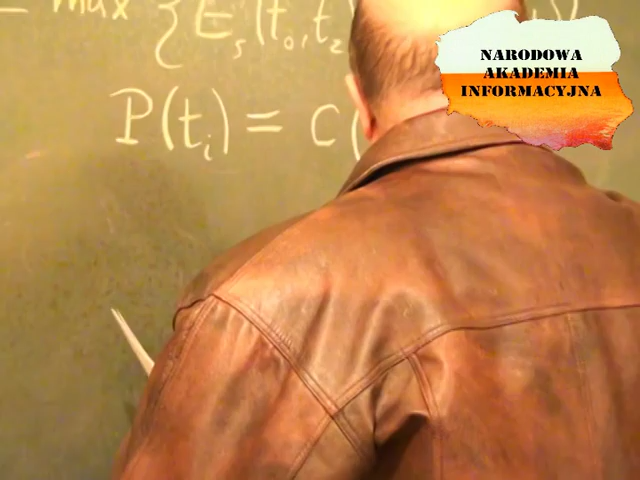 = max { E_s(t_0, t_2
P(t_i) = C(
NARODOWA
AKADEMIA
INFORMACYJNA